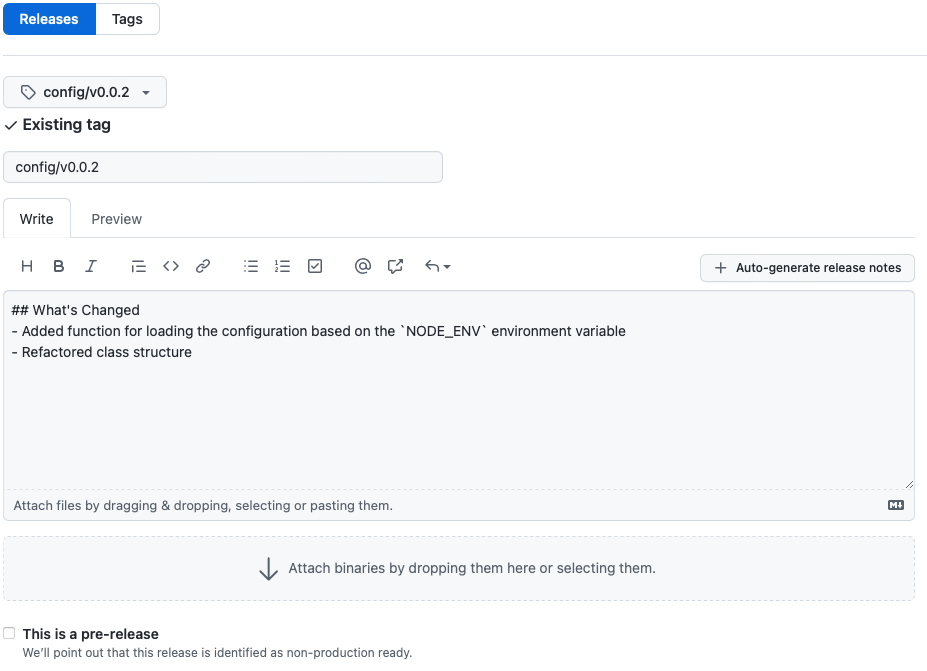 Releases Tags
config/v0.0.2
Existing tag
config/v0.0.2
Write Preview
H B I @ Auto-generate release notes
## What's Changed
- Added function for loading the configuration based on the `NODE_ENV` environment variable
- Refactored class structure
Attach files by dragging & dropping, selecting or pasting them.
Attach binaries by dropping them here or selecting them.
This is a pre-release
We’ll point out that this release is identified as non-production ready.